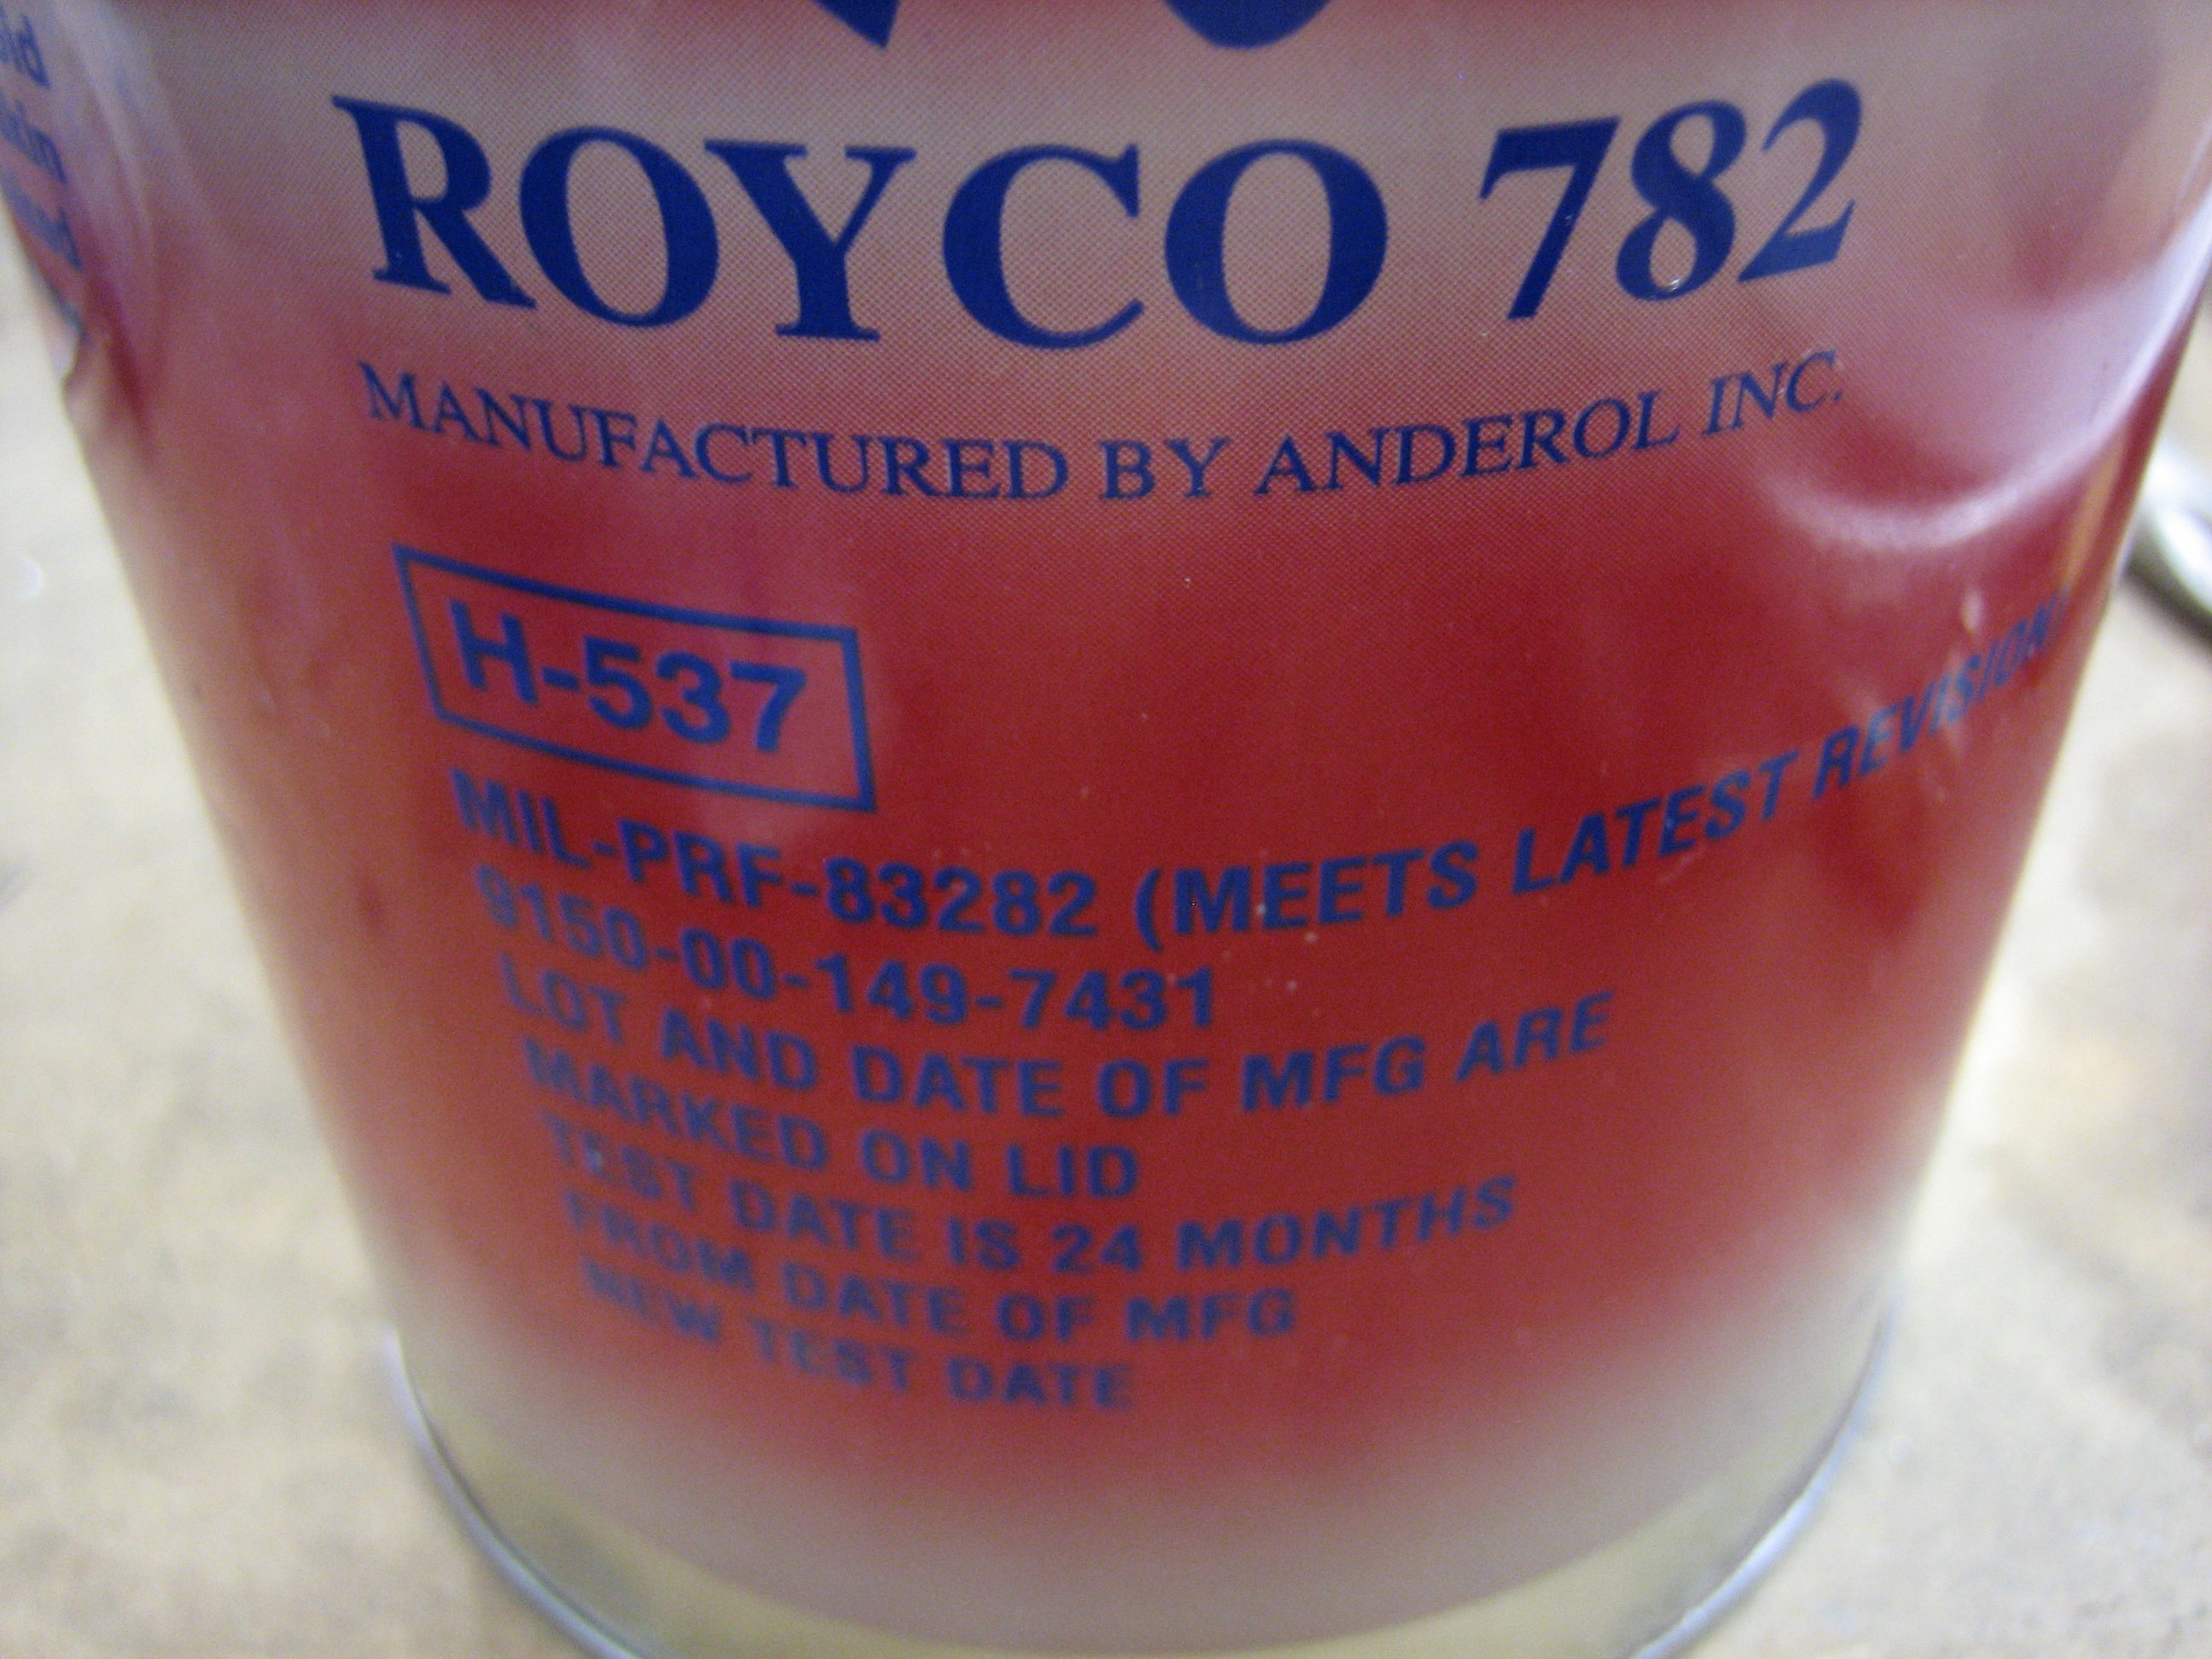 ROYCO 782
MANUFACTURED BY ANDEROL INC.
H-537
MIL-PRF-83282 (MEETS LATEST REVISION)
9150-00-149-7431
LOT AND DATE OF MFG ARE
MARKED ON LID
TEST DATE IS 24 MONTHS
FROM DATE OF MFG
NEW TEST DATE